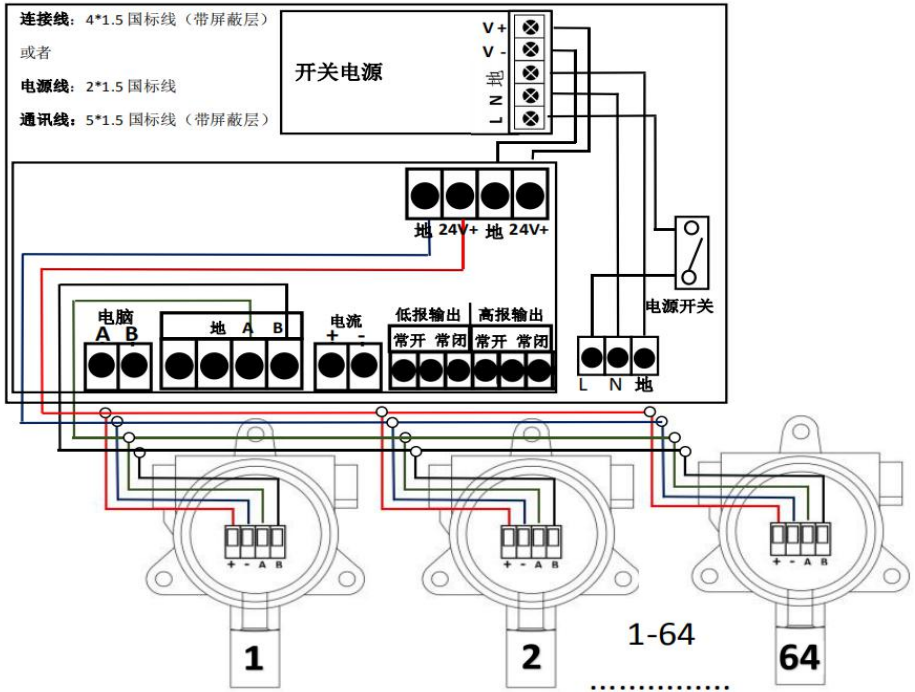 连接线：4*1.5 国标线（带屏蔽层）
或者
电源线：2*1.5 国标线
通讯线：5*1.5 国标线（带屏蔽层）
开关电源
V +
V -
地
N
L
地 24V+ 地 24V+
电源开关
电脑
A B
地 A B
电流
+ -
低报输出 高报输出
常开 常闭 常开 常闭
L N 地
+ - A B
+ - A B
+ - A B
1-64
1 2 64
...............